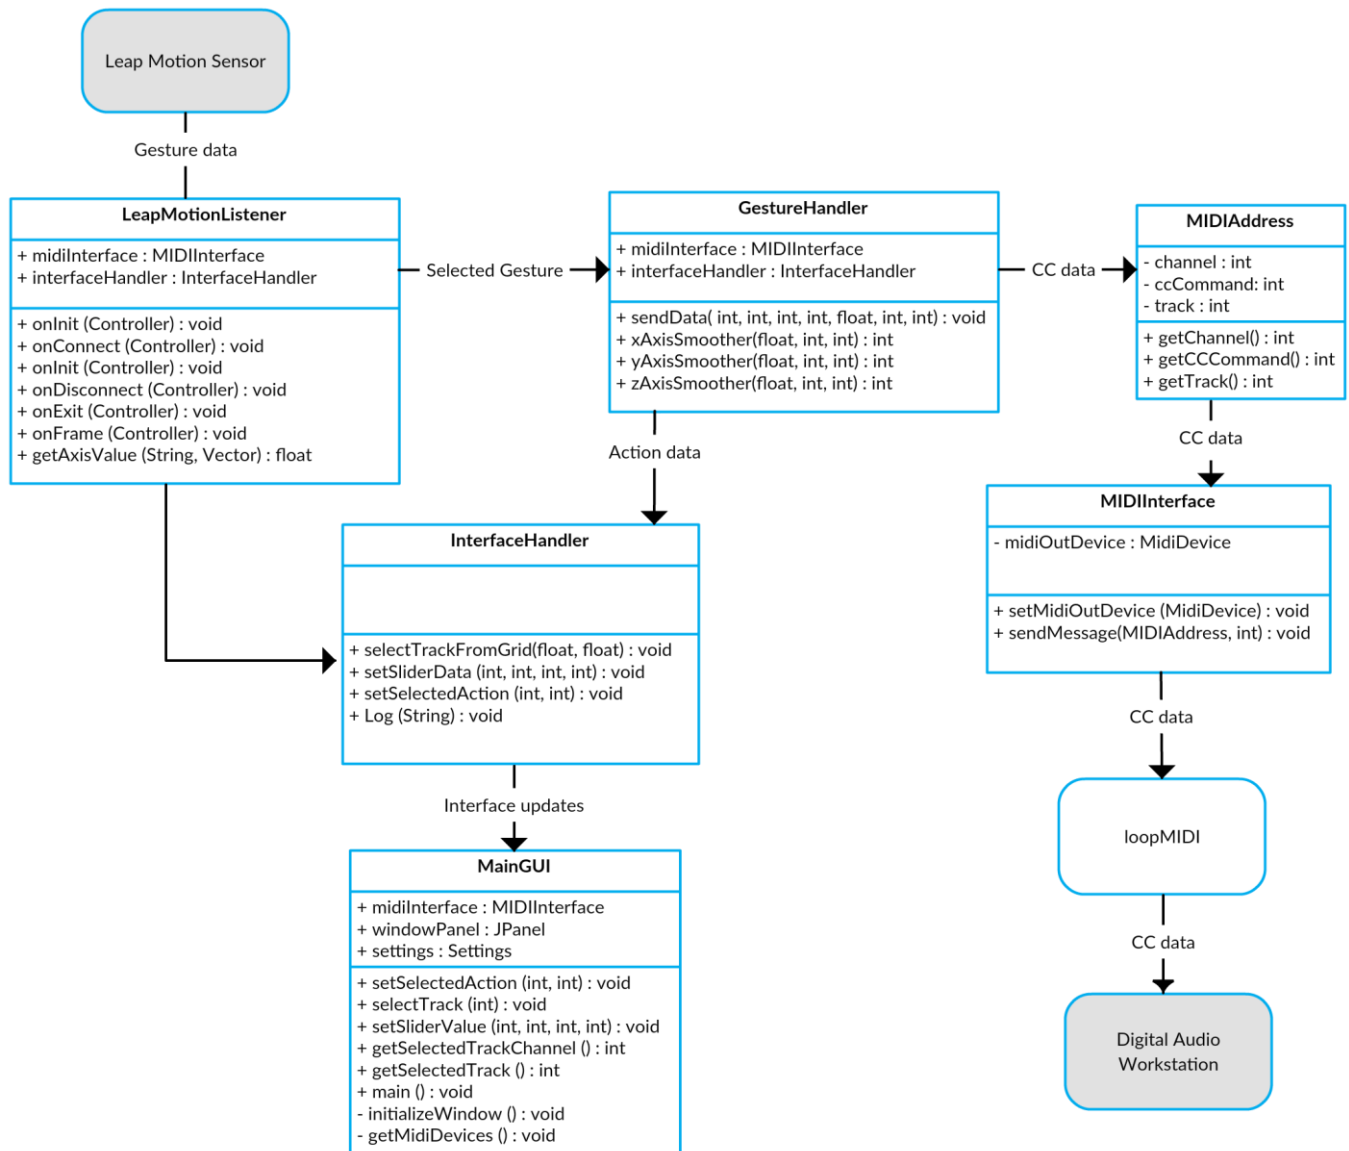 Leap Motion Sensor
Gesture data
LeapMotionListener
+ midiInterface : MIDIInterface
+ interfaceHandler : InterfaceHandler
+ onInit (Controller) : void
+ onConnect (Controller) : void
+ onInit (Controller) : void
+ onDisconnect (Controller) : void
+ onExit (Controller) : void
+ onFrame (Controller) : void
+ getAxisValue (String, Vector) : float
Selected Gesture
GestureHandler
+ midiInterface : MIDIInterface
+ interfaceHandler : InterfaceHandler
+ sendData( int, int, int, int, float, int, int) : void
+ xAxisSmoother(float, int, int) : int
+ yAxisSmoother(float, int, int) : int
+ zAxisSmoother(float, int, int) : int
CC data
MIDIAddress
- channel : int
- ccCommand: int
- track : int
+ getChannel() : int
+ getCCCommand() : int
+ getTrack() : int
Action data
CC data
InterfaceHandler
+ selectTrackFromGrid(float, float) : void
+ setSliderData (int, int, int, int) : void
+ setSelectedAction (int, int) : void
+ Log (String) : void
MIDIInterface
- midiOutDevice : MidiDevice
+ setMidiOutDevice (MidiDevice) : void
+ sendMessage(MIDIAddress, int) : void
Interface updates
CC data
MainGUI
+ midiInterface : MIDIInterface
+ windowPanel : JPanel
+ settings : Settings
+ setSelectedAction (int, int) : void
+ selectTrack (int) : void
+ setSliderValue (int, int, int, int) : void
+ getSelectedTrackChannel () : int
+ getSelectedTrack () : int
+ main () : void
- initializeWindow () : void
- getMidiDevices () : void
loopMIDI
CC data
Digital Audio
Workstation